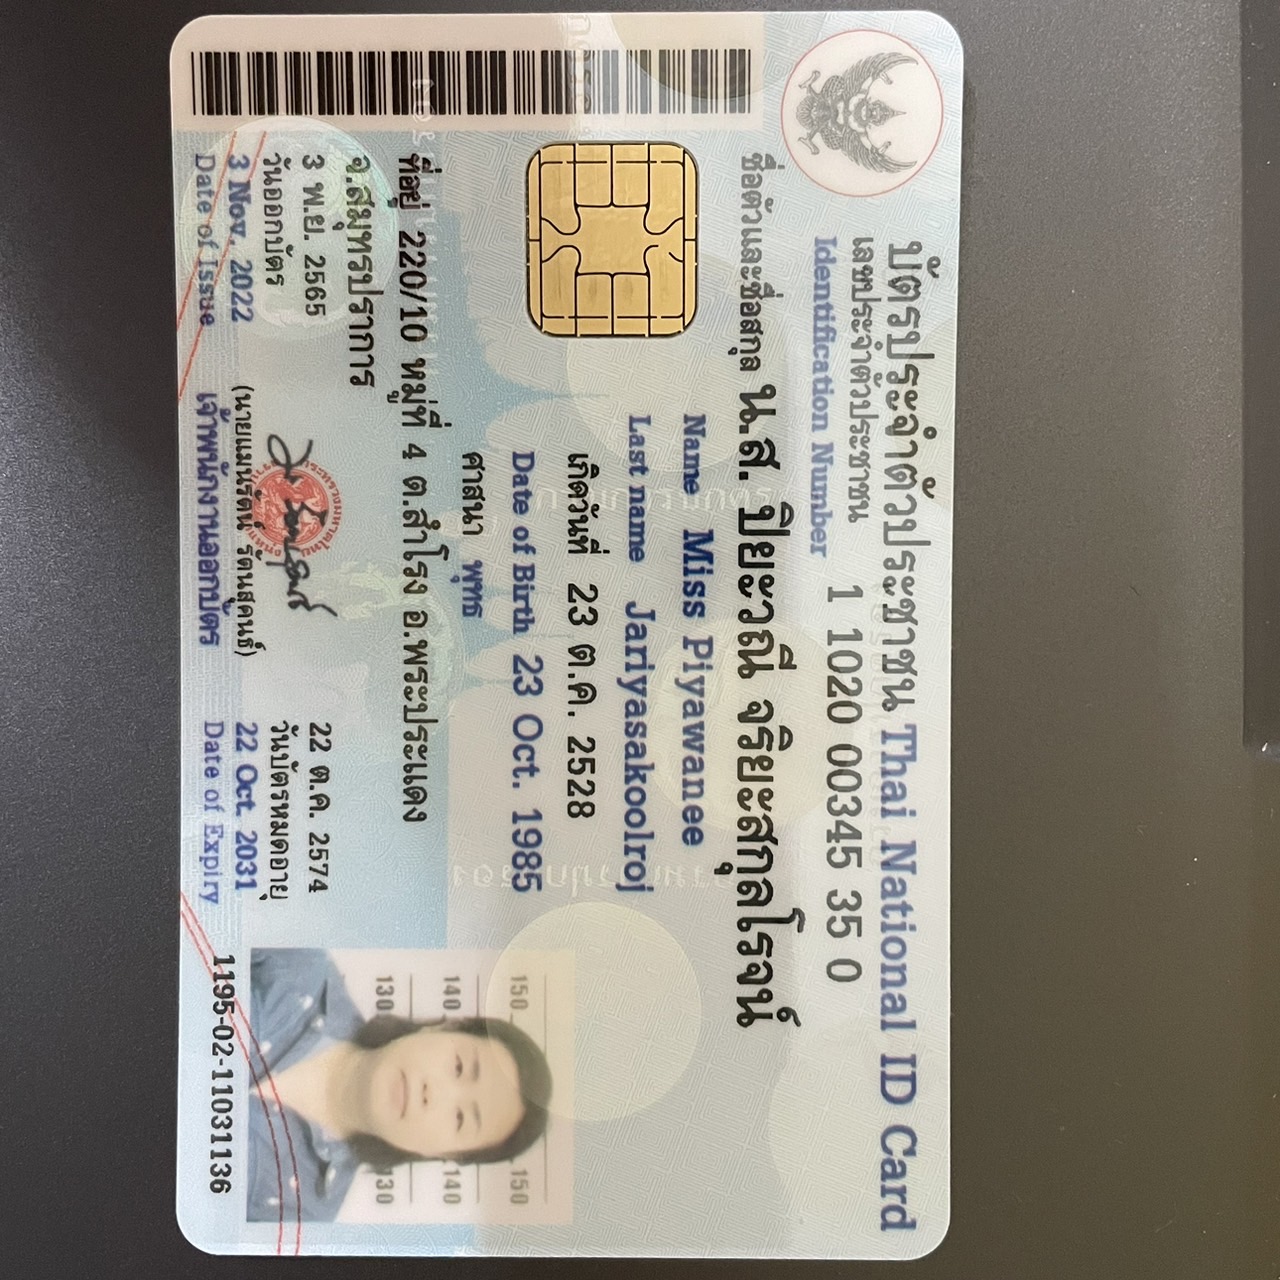 บัตรประจำตัวประชาชน Thai National ID Card
เลขประจำตัวประชาชน 1 1020 00345 35 0
Identification Number
ชื่อตัวและชื่อสกุล น.ส. ปิยะวณี จริยะสกุลโรจน์
Name Miss Piyawanee
Last name Jariyasakoolroj
เกิดวันที่ 23 ต.ค. 2528
Date of Birth 23 Oct. 1985
ศาสนา พุทธ
ที่อยู่ 220/10 หมู่ที่ 4 ต.สำโรง อ.พระประแดง
จ.สมุทรปราการ
3 พ.ย. 2565
วันออกบัตร
3 Nov. 2022
Date of Issue
(นายแมนรัตน์ รัตนสุคนธ์)
เจ้าพนักงานออกบัตร
22 ต.ค. 2574
วันบัตรหมดอายุ
22 Oct. 2031
Date of Expiry
150 150
140 140
130 130
1195-02-11031136